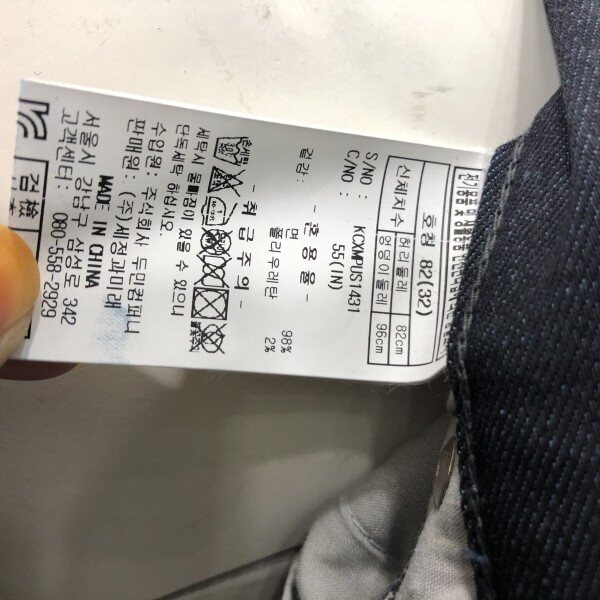 호칭 82(32)
신체치수 허리둘레 82cm
엉덩이둘레 96cm
S/NO : KCXMPUS1431
C/NO : 55(IN)
컬러:
- 혼 용 율 -
면 98%
폴리우레탄 2%
- 취 급 주 의 -
세탁시 물빠짐이 있을 수 있으니
단독세탁 하십시오.
수입원: 주식회사 두민컴퍼니
판매원: (주)세정과미래
MADE IN CHINA
서울시 강남구 삼성로 342
고객센터: 080-558-2929
검